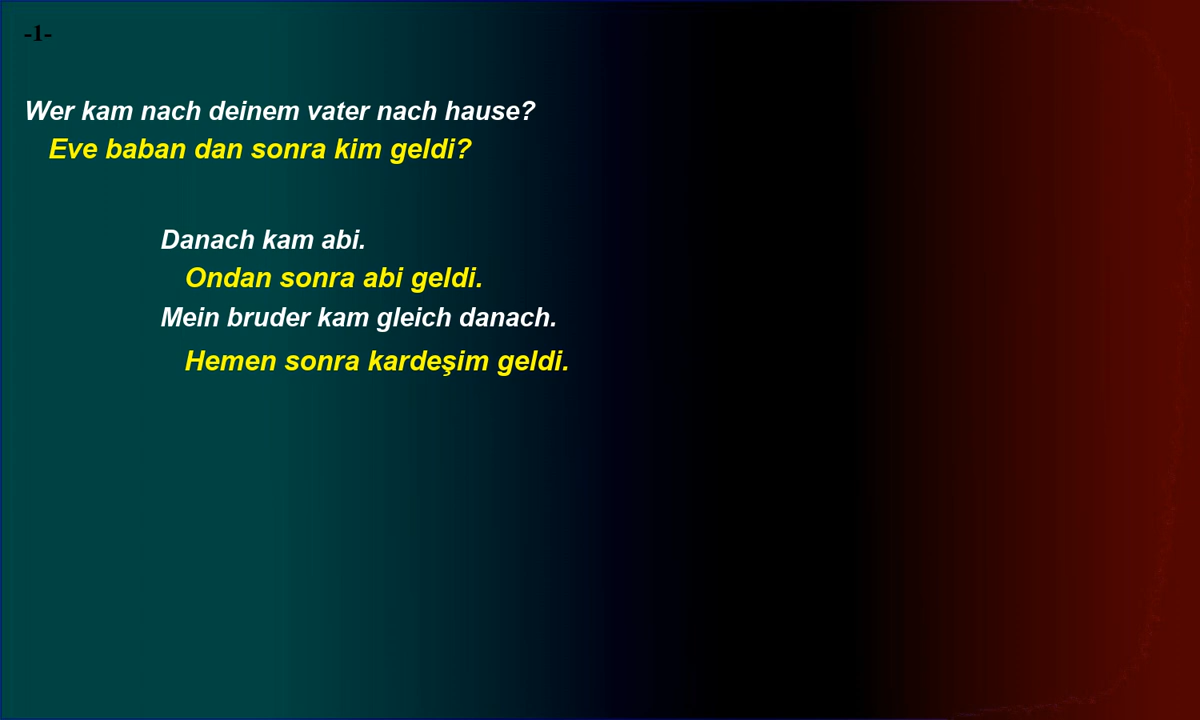 -1-
Wer kam nach deinem vater nach hause?
Eve baban dan sonra kim geldi?
Danach kam abi.
Ondan sonra abi geldi.
Mein bruder kam gleich danach.
Hemen sonra kardeşim geldi.